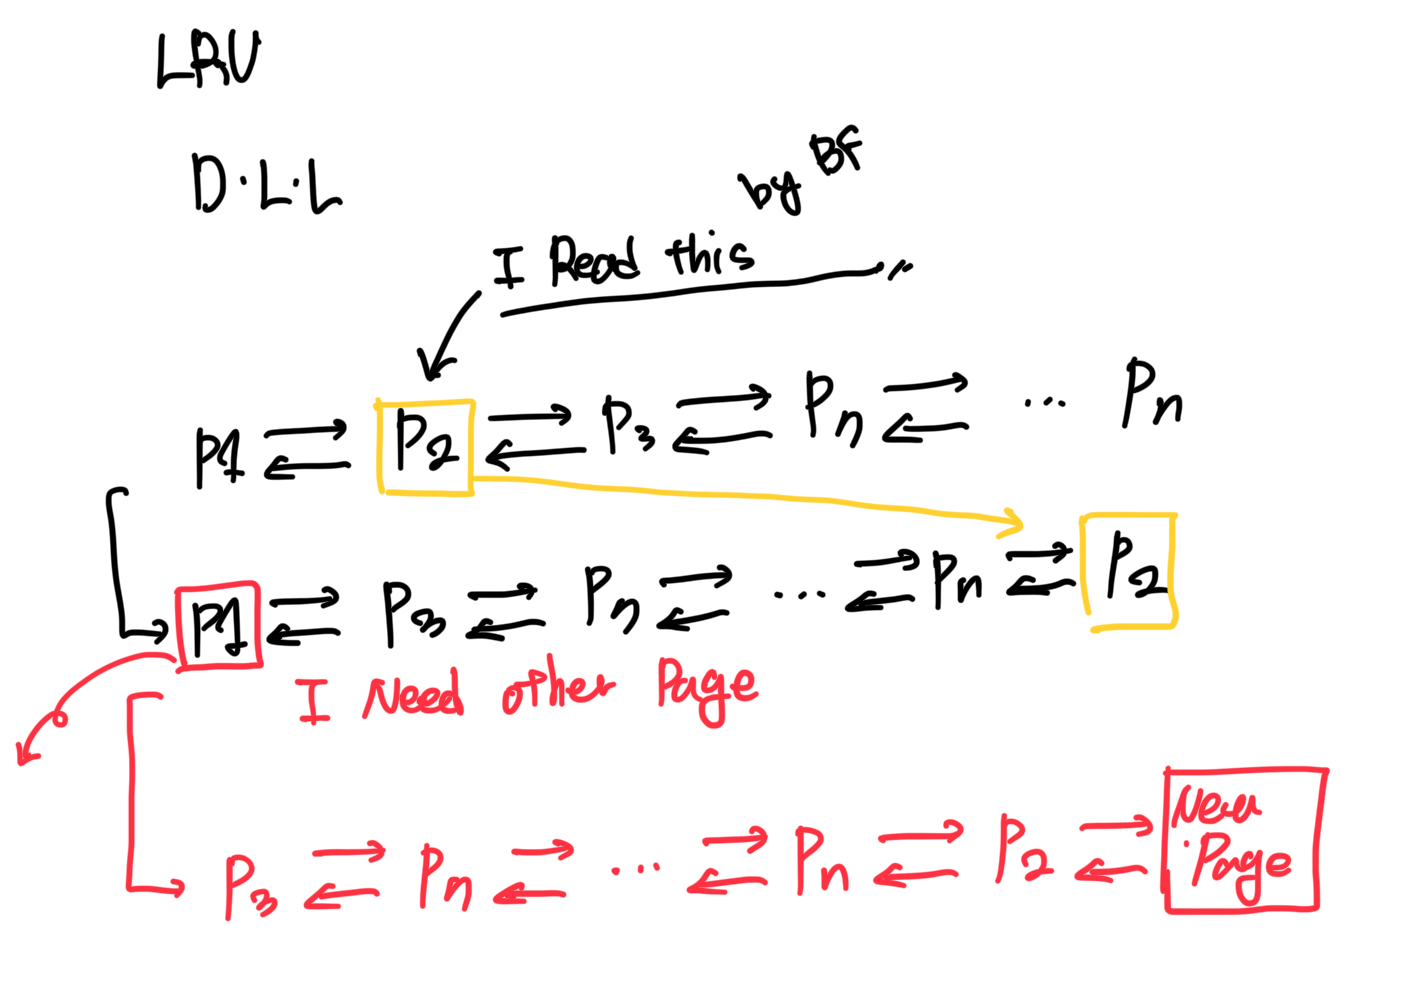 LRU
D.L.L
by BF
I Read this
P1 ⇄ P2 ⇄ P3 ⇄ Pn ⇄ ... Pn
P1 ⇄ P3 ⇄ Pn ⇄ ... ⇄ Pn ⇄ P2
I Need other Page
P3 ⇄ Pn ⇄ ... ⇄ Pn ⇄ P2 ⇄ New Page